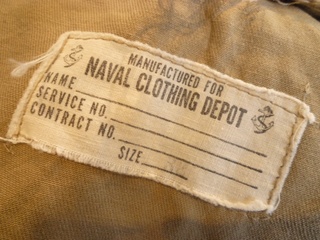 MANUFACTURED FOR
NAVAL CLOTHING DEPOT
NAME
SERVICE NO.
CONTRACT NO.
SIZE